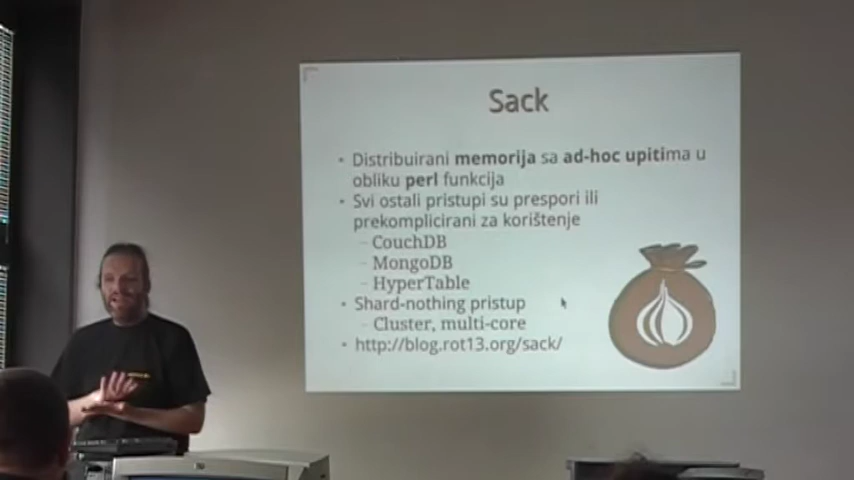 Sack
• Distribuirani memorija sa ad-hoc upitima u
obliku perl funkcija
• Svi ostali pristupi su prespori ili
prekomplicirani za korištenje
– CouchDB
– MongoDB
– HyperTable
• Shard-nothing pristup
– Cluster, multi-core
• http://blog.rot13.org/sack/